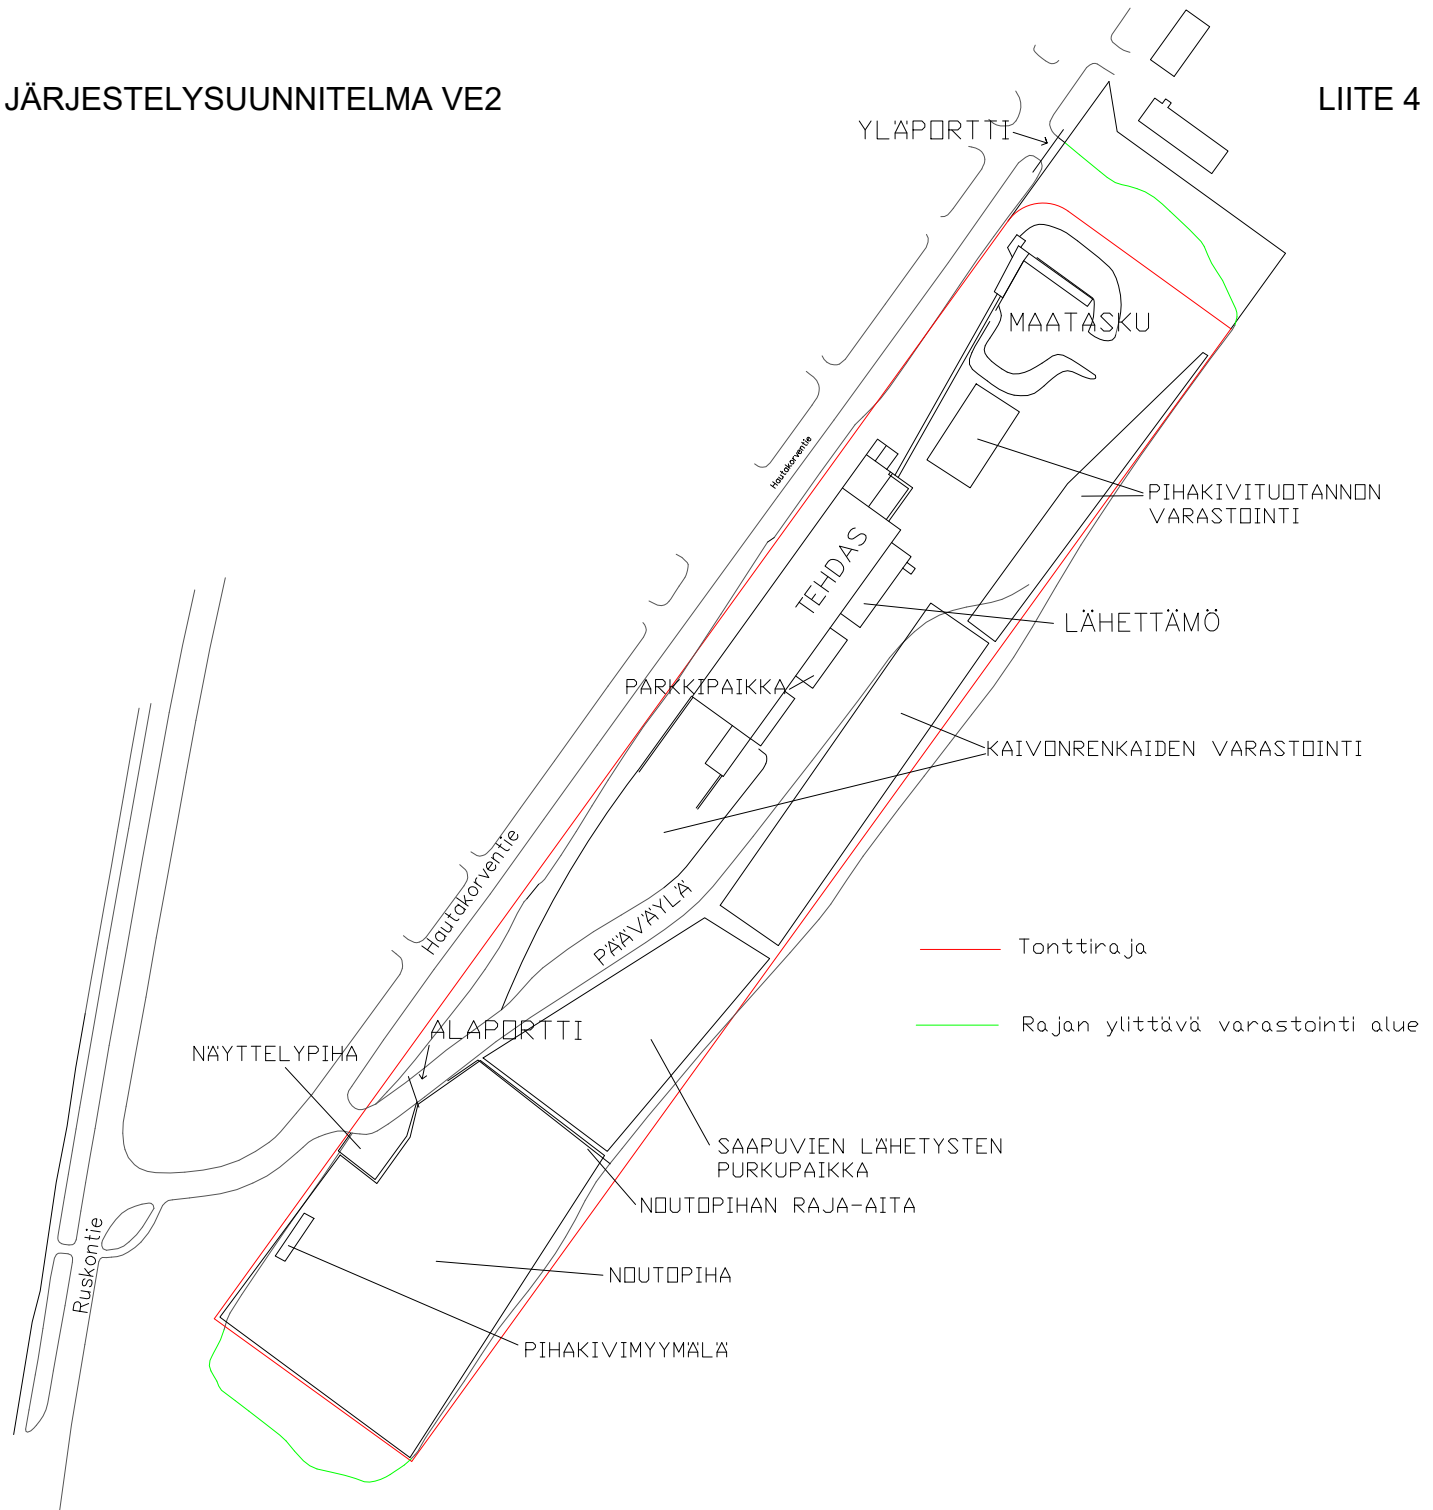 JÄRJESTELYSUUNNITELMA VE2
LIITE 4
YLÄPORTTI
MAATASKU
Hautakorventie
PIHAKIVITUOTANNON
VARASTOINTI
TEHDAS
LÄHETTÄMÖ
PARKKIPAIKKA
KAIVONRENKAIDEN VARASTOINTI
Hautakorventie
PÄÄVÄYLÄ
Tonttiraja
Rajan ylittävä varastointi alue
ALAPORTTI
NÄYTTELYPIHA
SAAPUVIEN LÄHETYSTEN
PURKUPAIKKA
NOUTOPIHAN RAJA-AITA
Ruskontie
NOUTOPIHA
PIHAKIVIMYYMÄLÄ